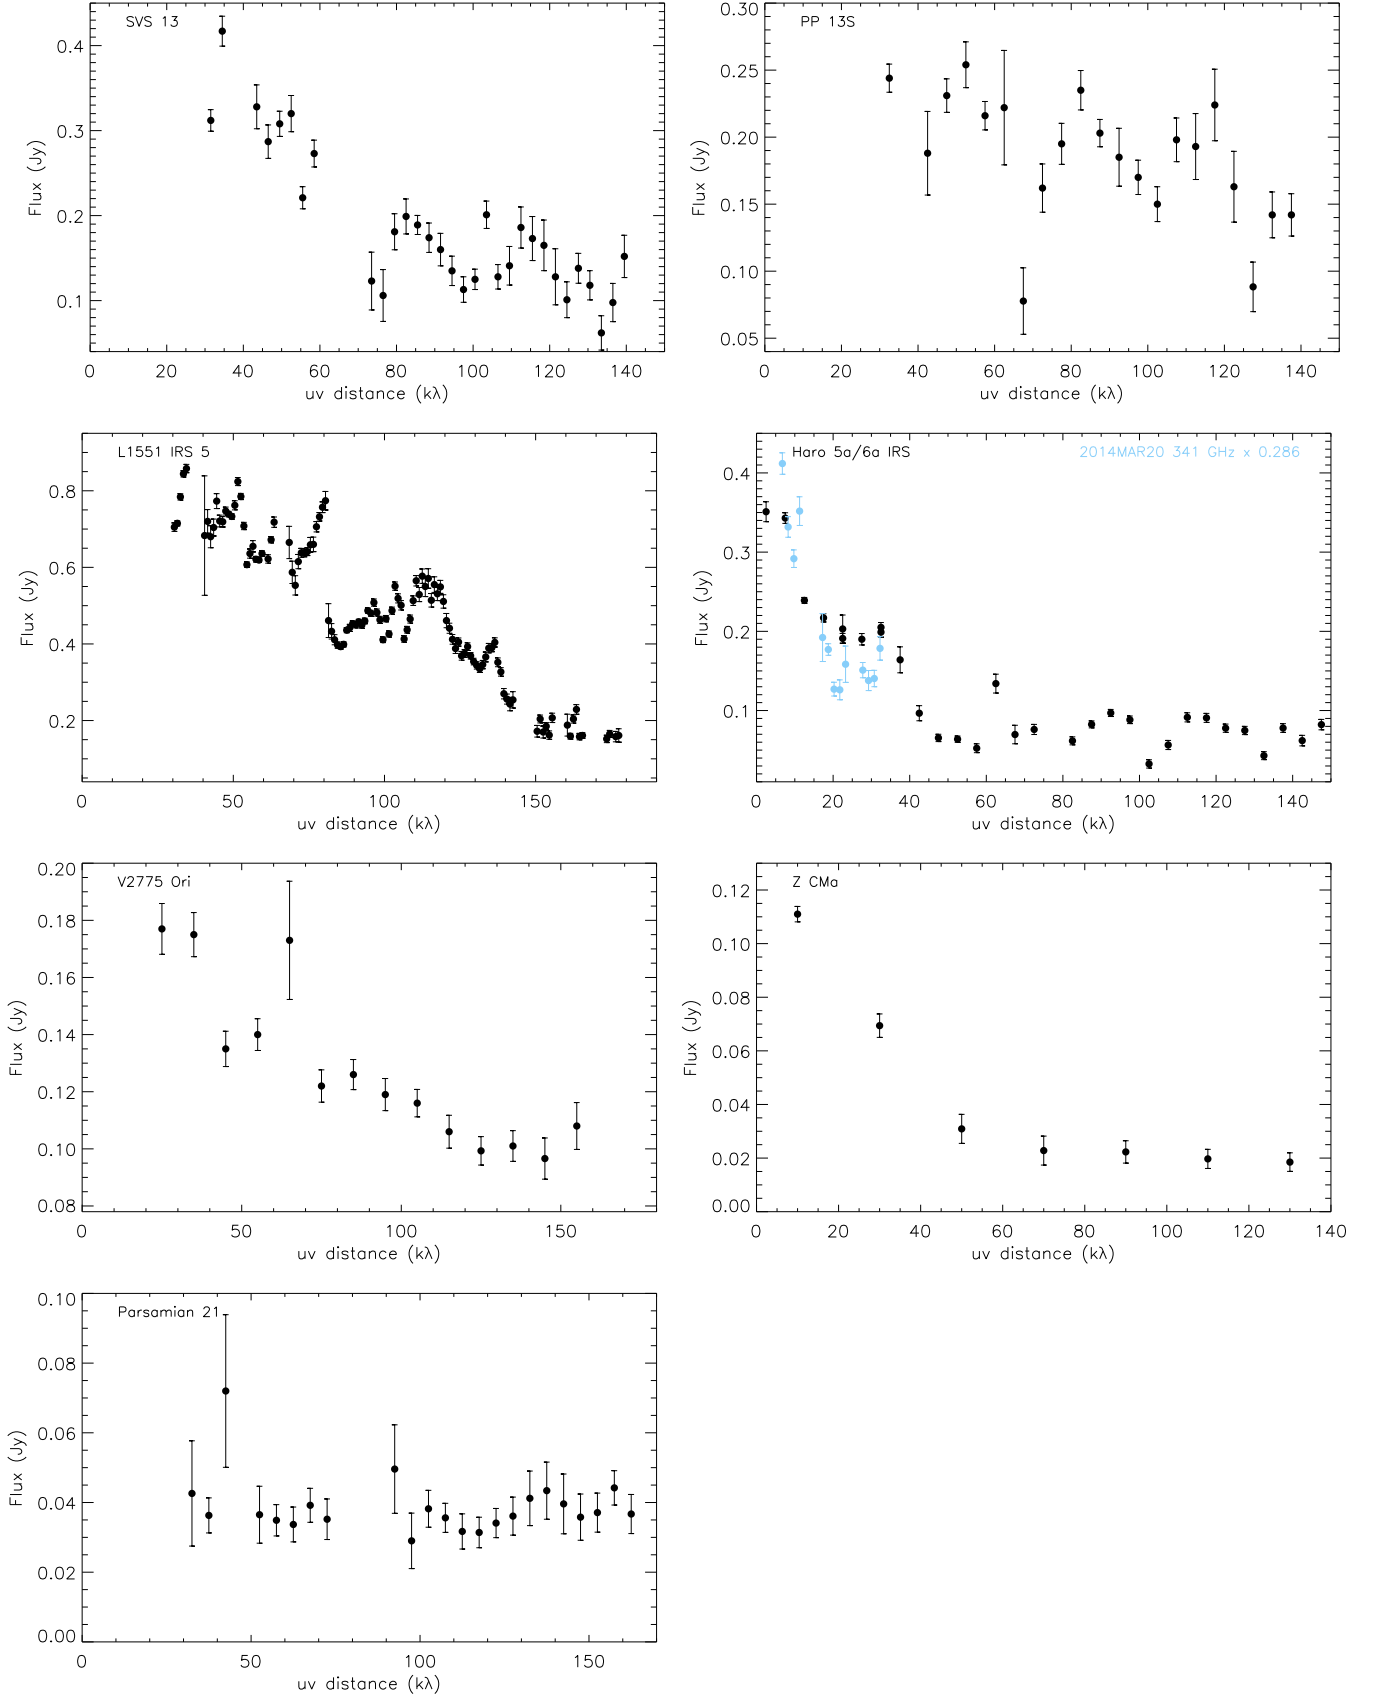 SVS 13
0.4
0.3
0.2
0.1
Flux (Jy)
0 20 40 60 80 100 120 140
uv distance (kλ)
PP 13S
0.30
0.25
0.20
0.15
0.10
0.05
Flux (Jy)
0 20 40 60 80 100 120 140
uv distance (kλ)
L1551 IRS 5
0.8
0.6
0.4
0.2
Flux (Jy)
0 50 100 150
uv distance (kλ)
Haro 5a/6a IRS
2014MAR20 341 GHz x 0.286
0.4
0.3
0.2
0.1
Flux (Jy)
0 20 40 60 80 100 120 140
uv distance (kλ)
V2775 Ori
0.20
0.18
0.16
0.14
0.12
0.10
0.08
Flux (Jy)
0 50 100 150
uv distance (kλ)
Z CMa
0.12
0.10
0.08
0.06
0.04
0.02
0.00
Flux (Jy)
0 20 40 60 80 100 120 140
uv distance (kλ)
Parsamian 21
0.10
0.08
0.06
0.04
0.02
0.00
Flux (Jy)
0 50 100 150
uv distance (kλ)